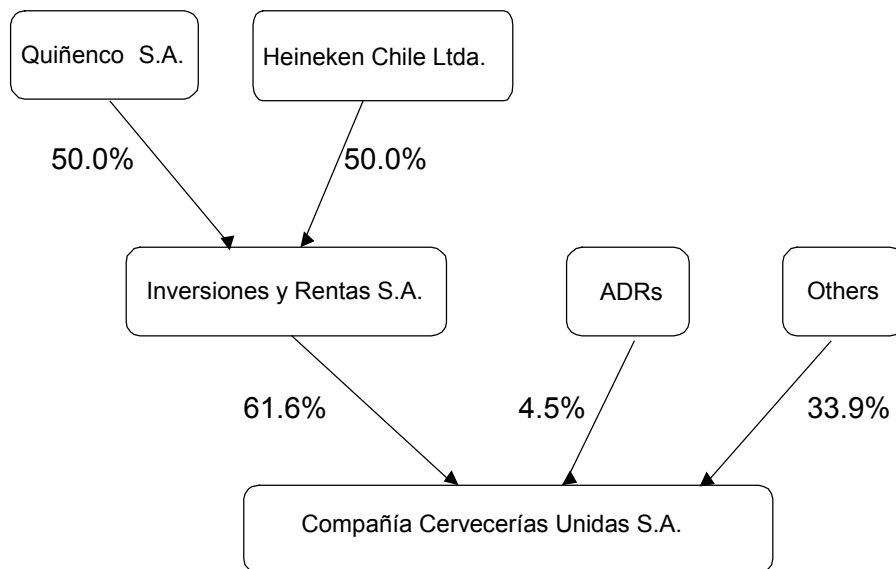 Quiñenco S.A.
Heineken Chile Ltda.
50.0%
50.0%
Inversiones y Rentas S.A.
ADRs
Others
61.6%
4.5%
33.9%
Compañía Cervecerías Unidas S.A.